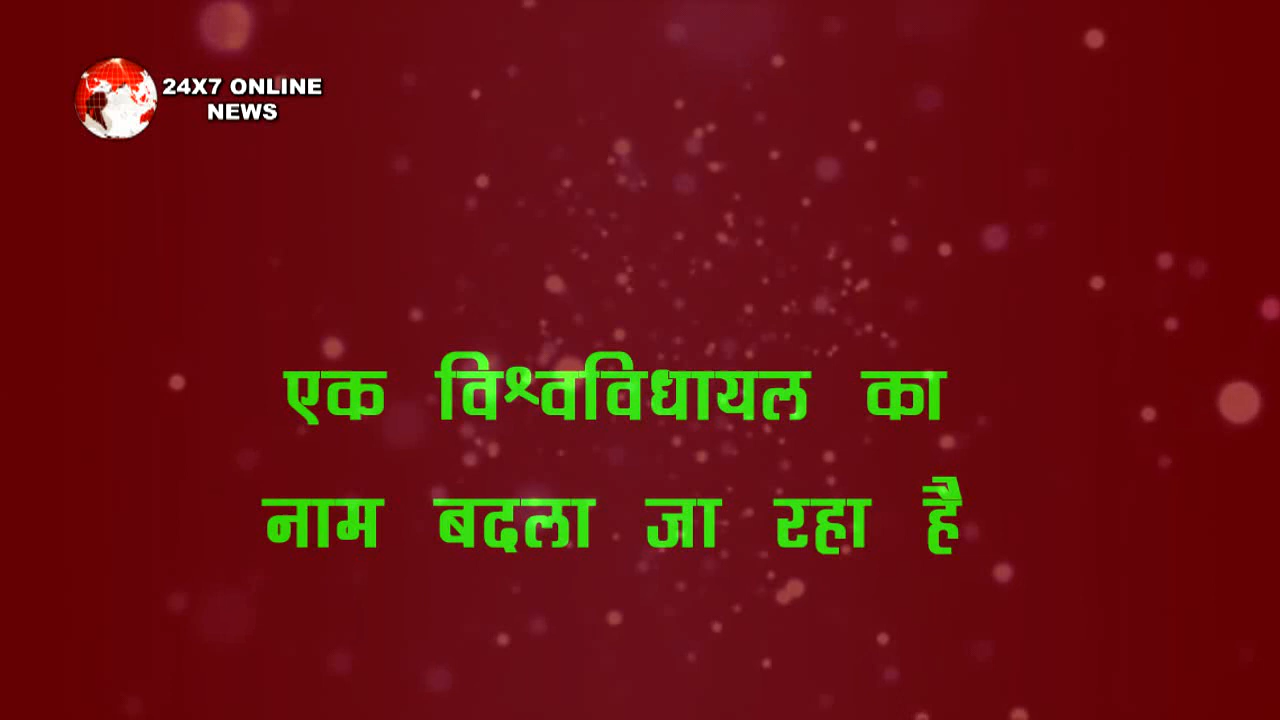 24X7 ONLINE
NEWS
एक विश्वविधायल का
नाम बदला जा रहा है